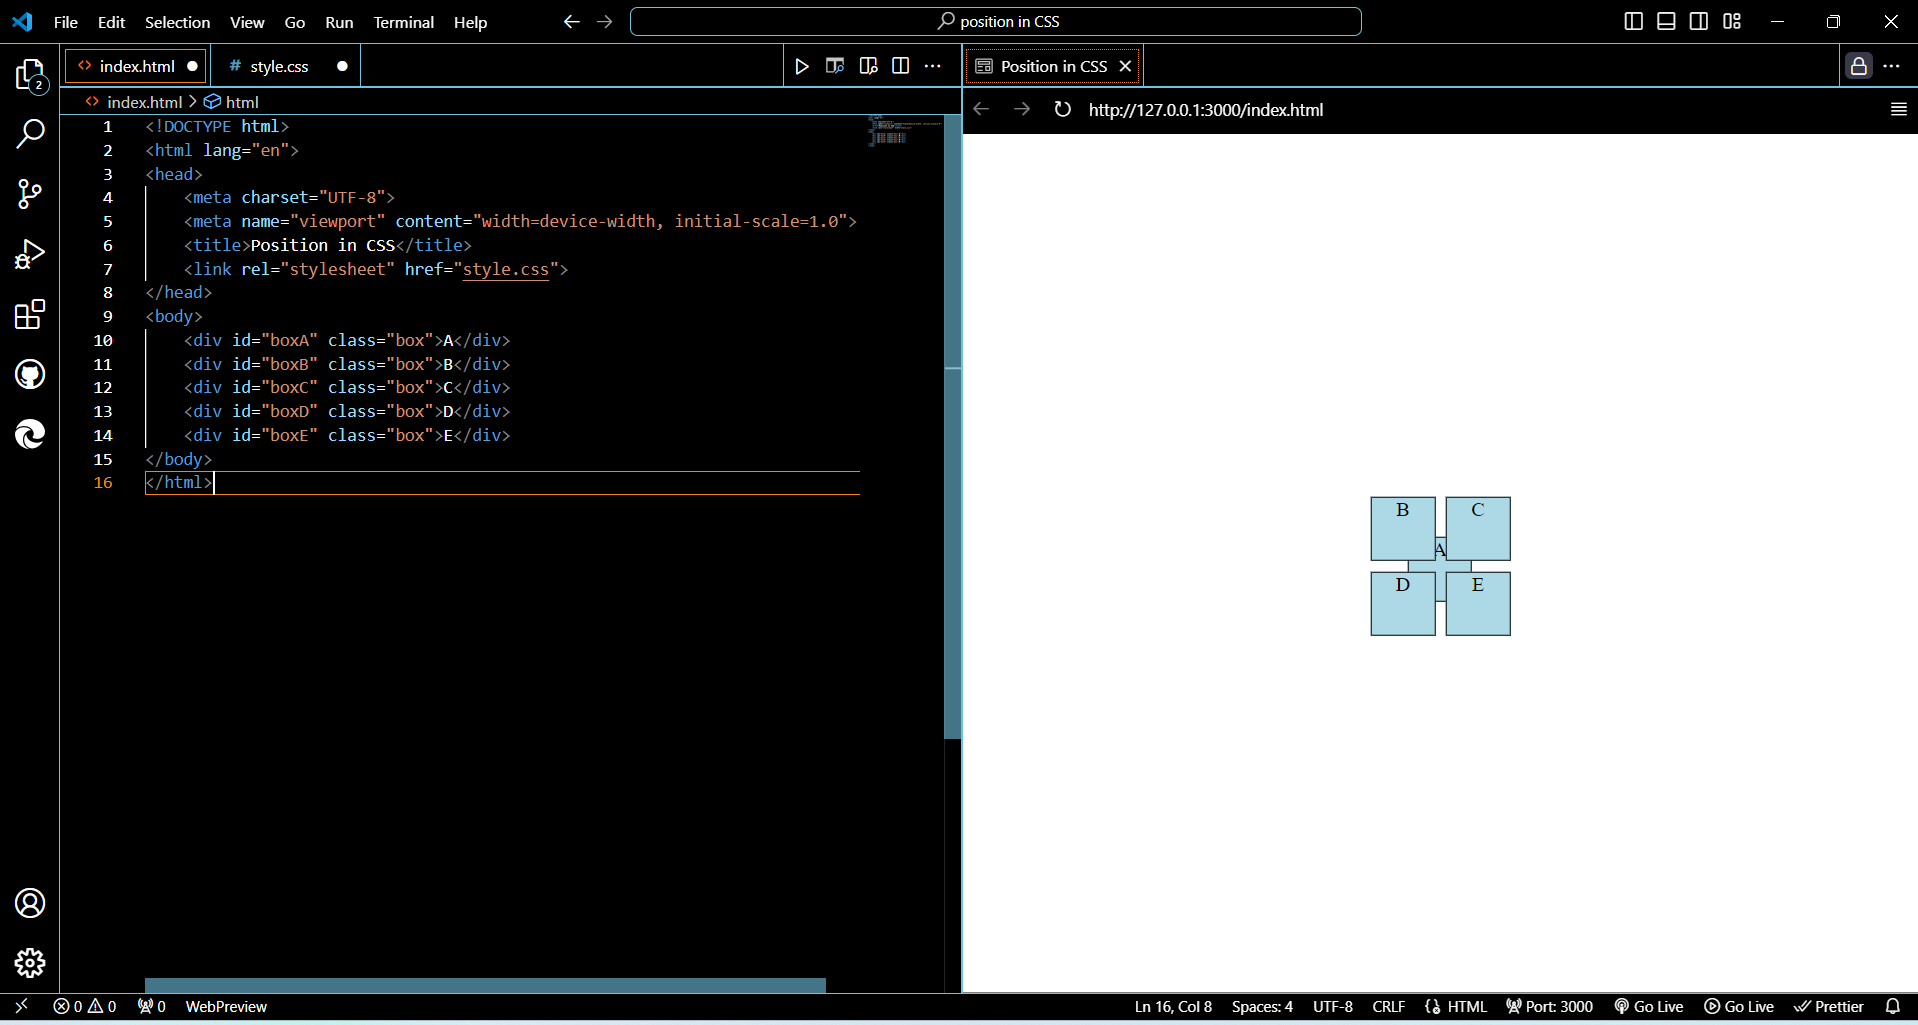 File Edit Selection View Go Run Terminal Help
position in CSS
index.html
# style.css
Position in CSS
2
index.html > html
http://127.0.0.1:3000/index.html
1 <!DOCTYPE html>
2 <html lang="en">
3 <head>
4 <meta charset="UTF-8">
5 <meta name="viewport" content="width=device-width, initial-scale=1.0">
6 <title>Position in CSS</title>
7 <link rel="stylesheet" href="style.css">
8 </head>
9 <body>
10 <div id="boxA" class="box">A</div>
11 <div id="boxB" class="box">B</div>
12 <div id="boxC" class="box">C</div>
13 <div id="boxD" class="box">D</div>
14 <div id="boxE" class="box">E</div>
15 </body>
16 </html>
B C
A
D E
0 0 0 WebPreview Ln 16, Col 8 Spaces: 4 UTF-8 CRLF HTML Port: 3000 Go Live Go Live Prettier